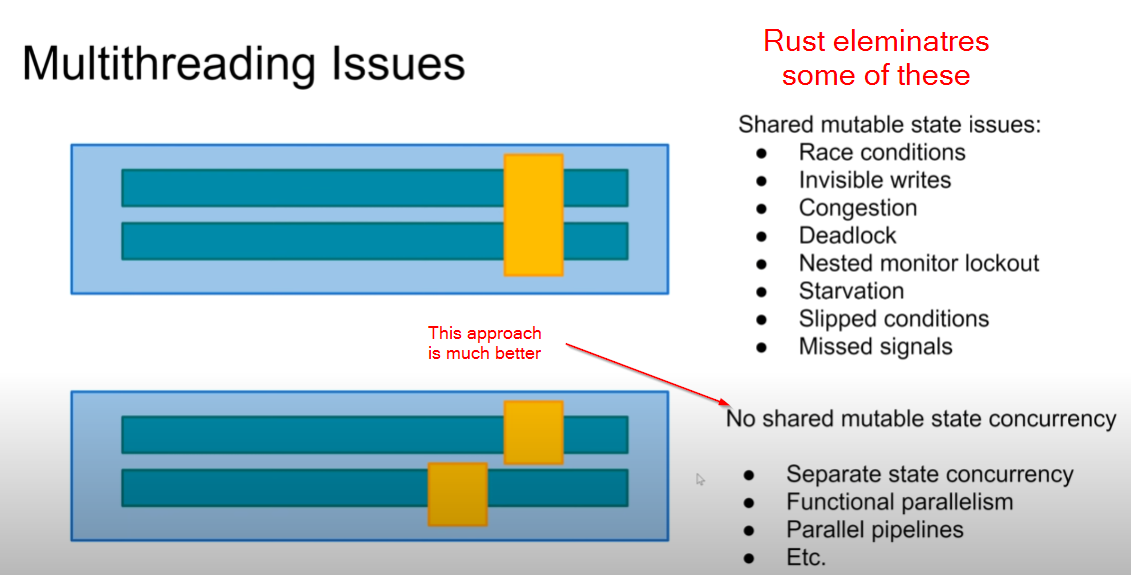 Multithreading Issues
Rust eleminatres
some of these
Shared mutable state issues:
● Race conditions
● Invisible writes
● Congestion
● Deadlock
● Nested monitor lockout
● Starvation
● Slipped conditions
● Missed signals
This approach
is much better
No shared mutable state concurrency
● Separate state concurrency
● Functional parallelism
● Parallel pipelines
● Etc.